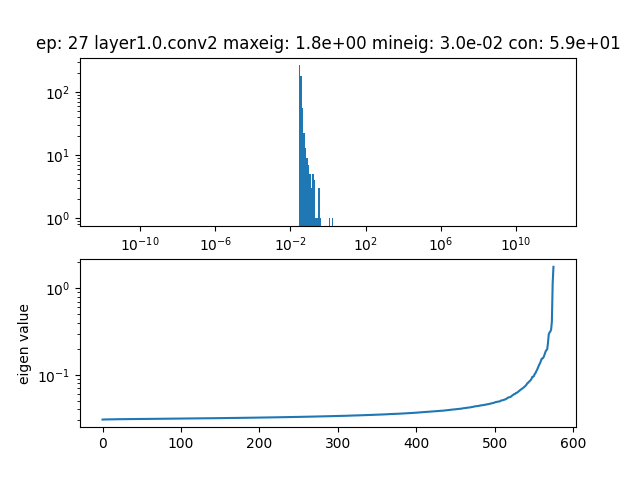 ep: 27 layer1.0.conv2 maxeig: 1.8e+00 mineig: 3.0e-02 con: 5.9e+01
10²
10¹
10⁰
10⁻¹⁰ 10⁻⁶ 10⁻² 10² 10⁶ 10¹⁰
eigen value
10⁰
10⁻¹
0 100 200 300 400 500 600